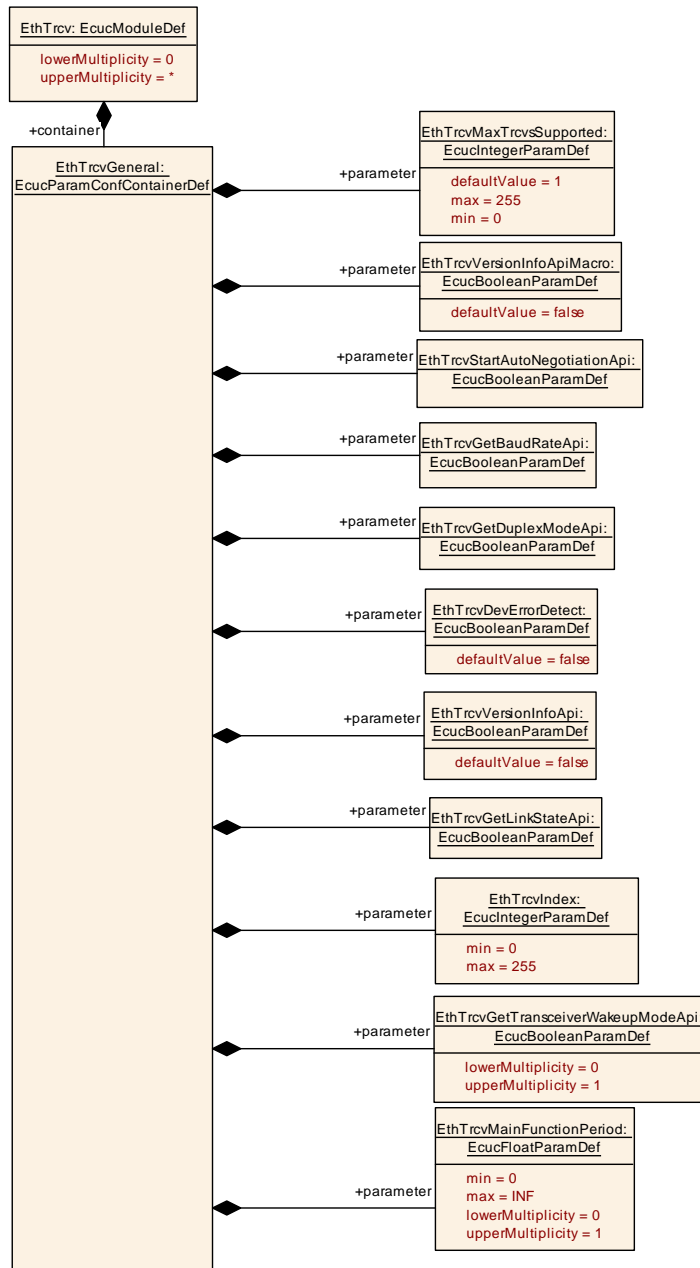 EthTrcv: EcucModuleDef
lowerMultiplicity = 0
upperMultiplicity = *
+container
EthTrcvGeneral:
EcucParamConfContainerDef
+parameter
EthTrcvMaxTrcvsSupported:
EcucIntegerParamDef
defaultValue = 1
max = 255
min = 0
+parameter
EthTrcvVersionInfoApiMacro:
EcucBooleanParamDef
defaultValue = false
+parameter
EthTrcvStartAutoNegotiationApi:
EcucBooleanParamDef
+parameter
EthTrcvGetBaudRateApi:
EcucBooleanParamDef
+parameter
EthTrcvGetDuplexModeApi:
EcucBooleanParamDef
+parameter
EthTrcvDevErrorDetect:
EcucBooleanParamDef
defaultValue = false
+parameter
EthTrcvVersionInfoApi:
EcucBooleanParamDef
defaultValue = false
+parameter
EthTrcvGetLinkStateApi:
EcucBooleanParamDef
+parameter
EthTrcvIndex:
EcucIntegerParamDef
min = 0
max = 255
+parameter
EthTrcvGetTransceiverWakeupModeApi
EcucBooleanParamDef
lowerMultiplicity = 0
upperMultiplicity = 1
+parameter
EthTrcvMainFunctionPeriod:
EcucFloatParamDef
min = 0
max = INF
lowerMultiplicity = 0
upperMultiplicity = 1